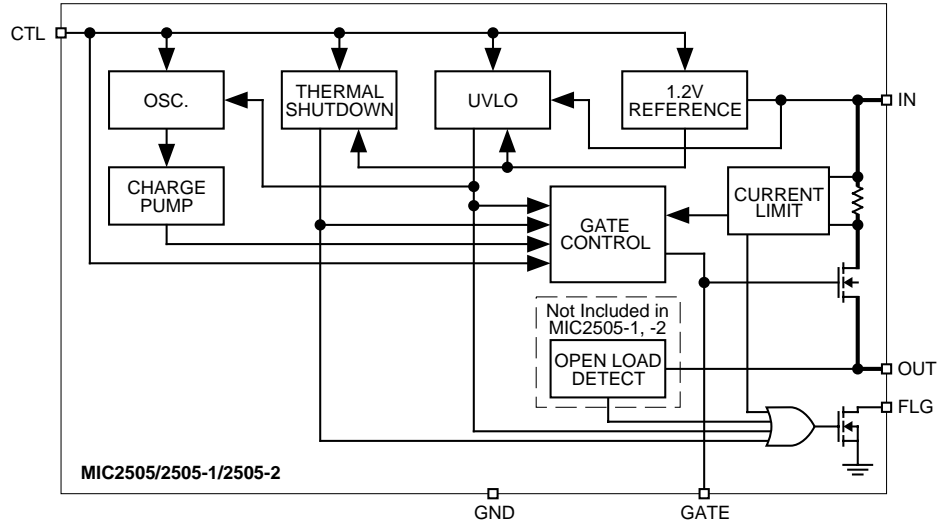 CTL
OSC.
THERMAL
SHUTDOWN
UVLO
1.2V
REFERENCE
IN
CHARGE
PUMP
GATE
CONTROL
CURRENT
LIMIT
Not Included in
MIC2505-1, -2
OPEN LOAD
DETECT
OUT
FLG
MIC2505/2505-1/2505-2
GND
GATE